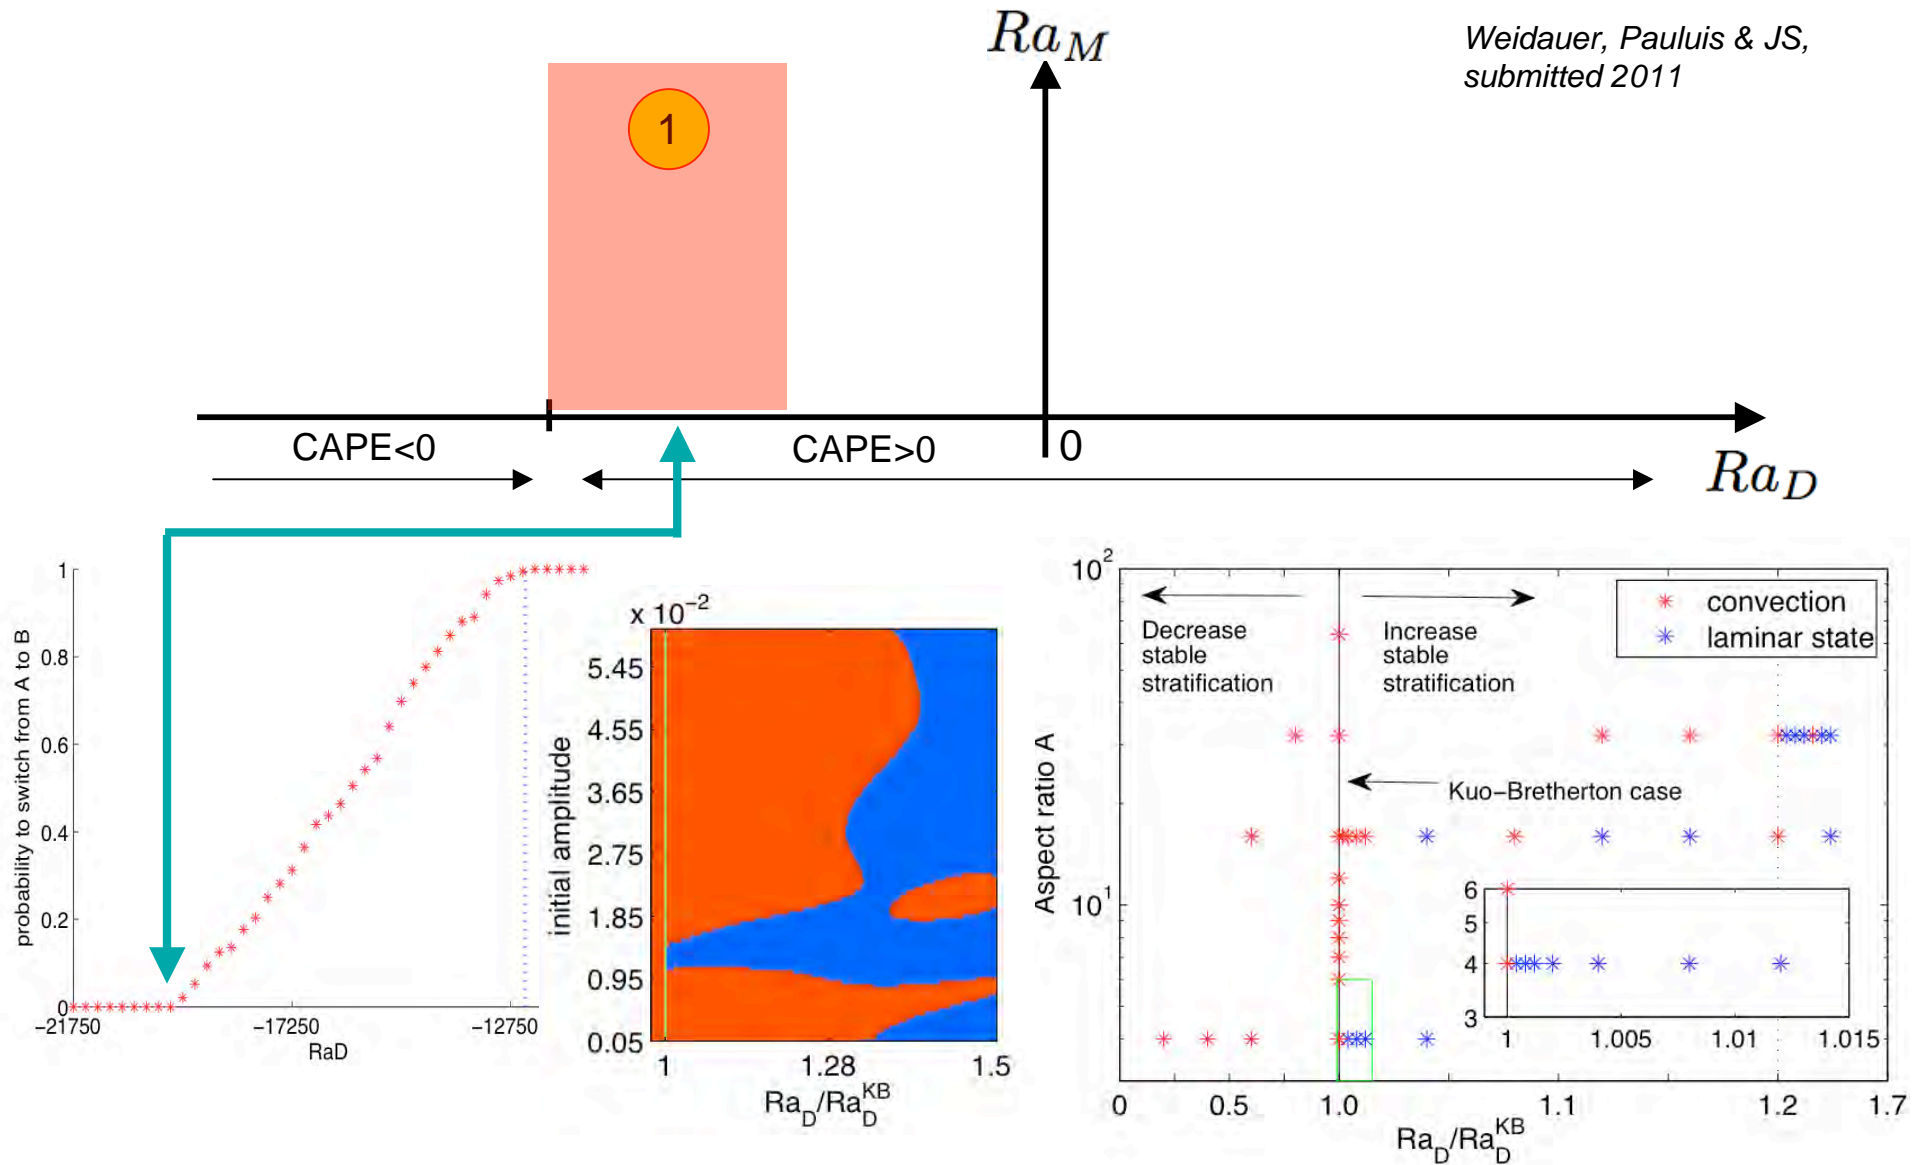 Ra_M
Weidauer, Pauluis & JS,
submitted 2011
1
CAPE<0
CAPE>0
0
Ra_D
probability to switch from A to B
1
0.8
0.6
0.4
0.2
0
−21750
−17250
−12750
RaD
x 10^−2
initial amplitude
5.45
4.55
3.65
2.75
1.85
0.95
0.05
1
1.28
1.5
Ra_D/Ra_D^KB
Aspect ratio A
10^2
10^1
Decrease
stable
stratification
Increase
stable
stratification
convection
laminar state
Kuo−Bretherton case
6
5
4
3
1
1.005
1.01
1.015
0
0.5
1.0
1.1
1.2
1.7
Ra_D/Ra_D^KB